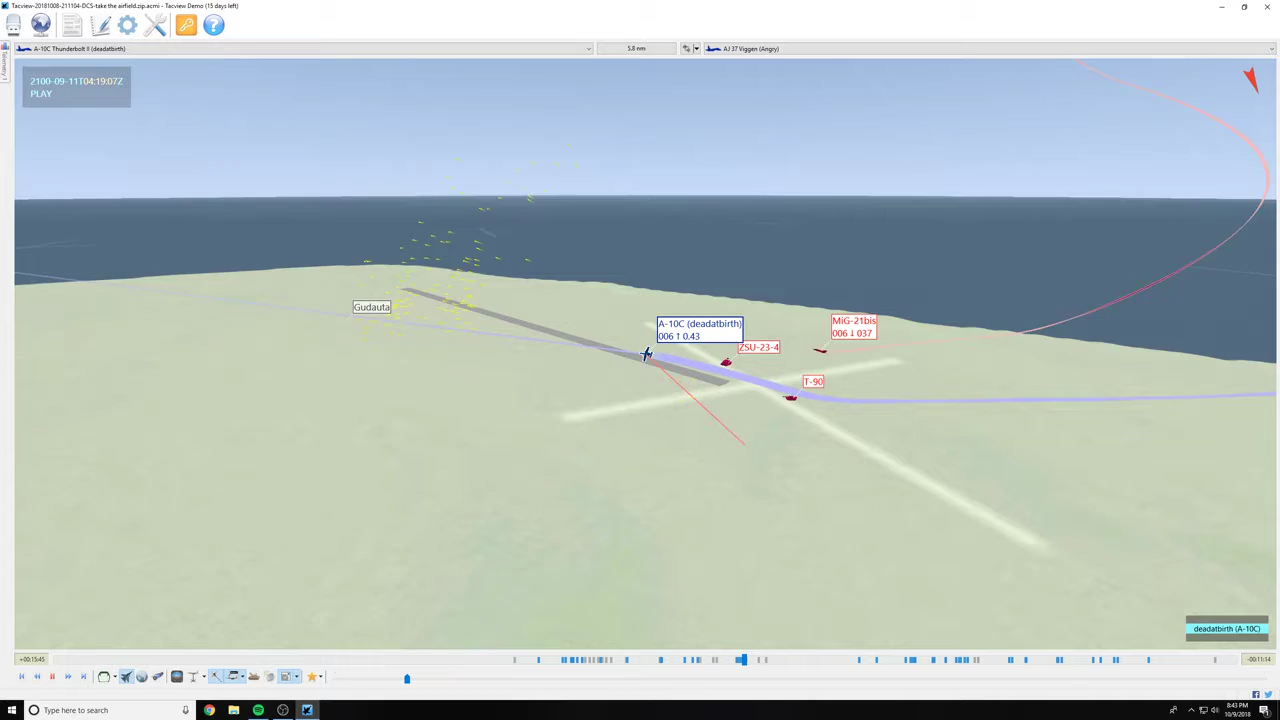 Tacview-20181008-211104-DCS-take the airfield.zip.acmi - Tacview Demo (15 days left)
A-10C Thunderbolt II (deadatbirth)
5.8 nm
AJ 37 Viggen (Angry)
Telemetry
2100-09-11T04:19:07Z
PLAY
Gudauta
A-10C (deadatbirth)
006 ↑ 0.43
ZSU-23-4
MiG-21bis
006 ↓ 037
T-90
deadatbirth (A-10C)
+00:15:45
-00:11:14
Type here to search
8:43 PM
10/9/2018